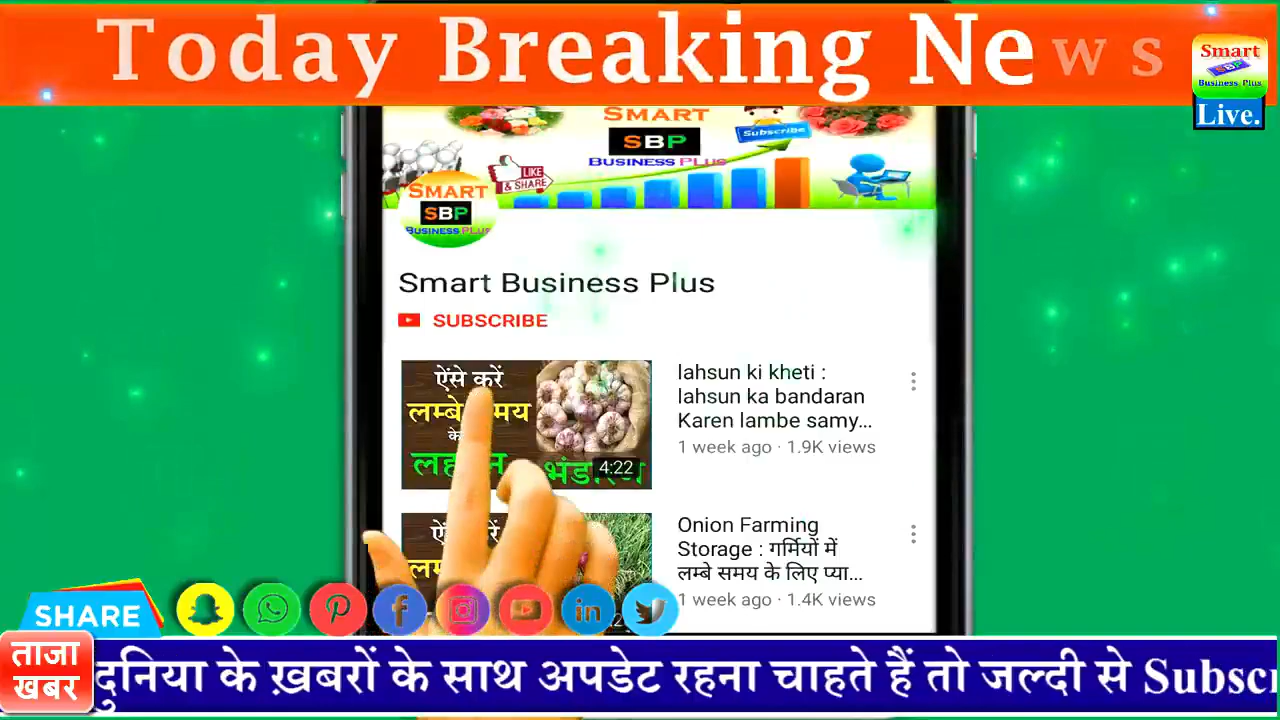 Today Breaking News
Smart
SBP
Business Plus
Live.
SMART
SBP
BUSINESS PLUS
Subscribe
LIKE
& SHARE
SMART
SBP
BUSINESS PLUS
Smart Business Plus
SUBSCRIBE
ऐंसे करें
लम्बे
4:22
lahsun ki kheti :
lahsun ka bandaran
Karen lambe samy...
1 week ago · 1.9K views
Onion Farming
Storage : गर्मियों में
लम्बे समय के लिए प्या...
1 week ago · 1.4K views
SHARE
ताजा
खबर
दुनिया के ख़बरों के साथ अपडेट रहना चाहते हैं तो जल्दी से Subscr